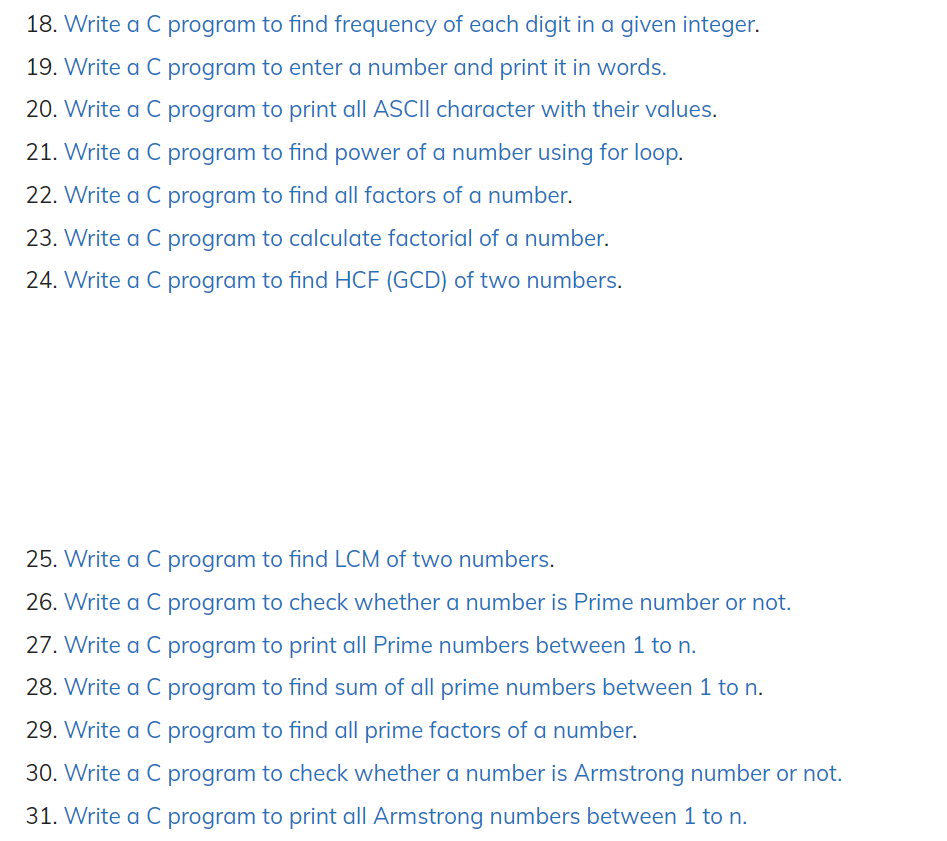 18. Write a C program to find frequency of each digit in a given integer.
19. Write a C program to enter a number and print it in words.
20. Write a C program to print all ASCII character with their values.
21. Write a C program to find power of a number using for loop.
22. Write a C program to find all factors of a number.
23. Write a C program to calculate factorial of a number.
24. Write a C program to find HCF (GCD) of two numbers.
25. Write a C program to find LCM of two numbers.
26. Write a C program to check whether a number is Prime number or not.
27. Write a C program to print all Prime numbers between 1 to n.
28. Write a C program to find sum of all prime numbers between 1 to n.
29. Write a C program to find all prime factors of a number.
30. Write a C program to check whether a number is Armstrong number or not.
31. Write a C program to print all Armstrong numbers between 1 to n.